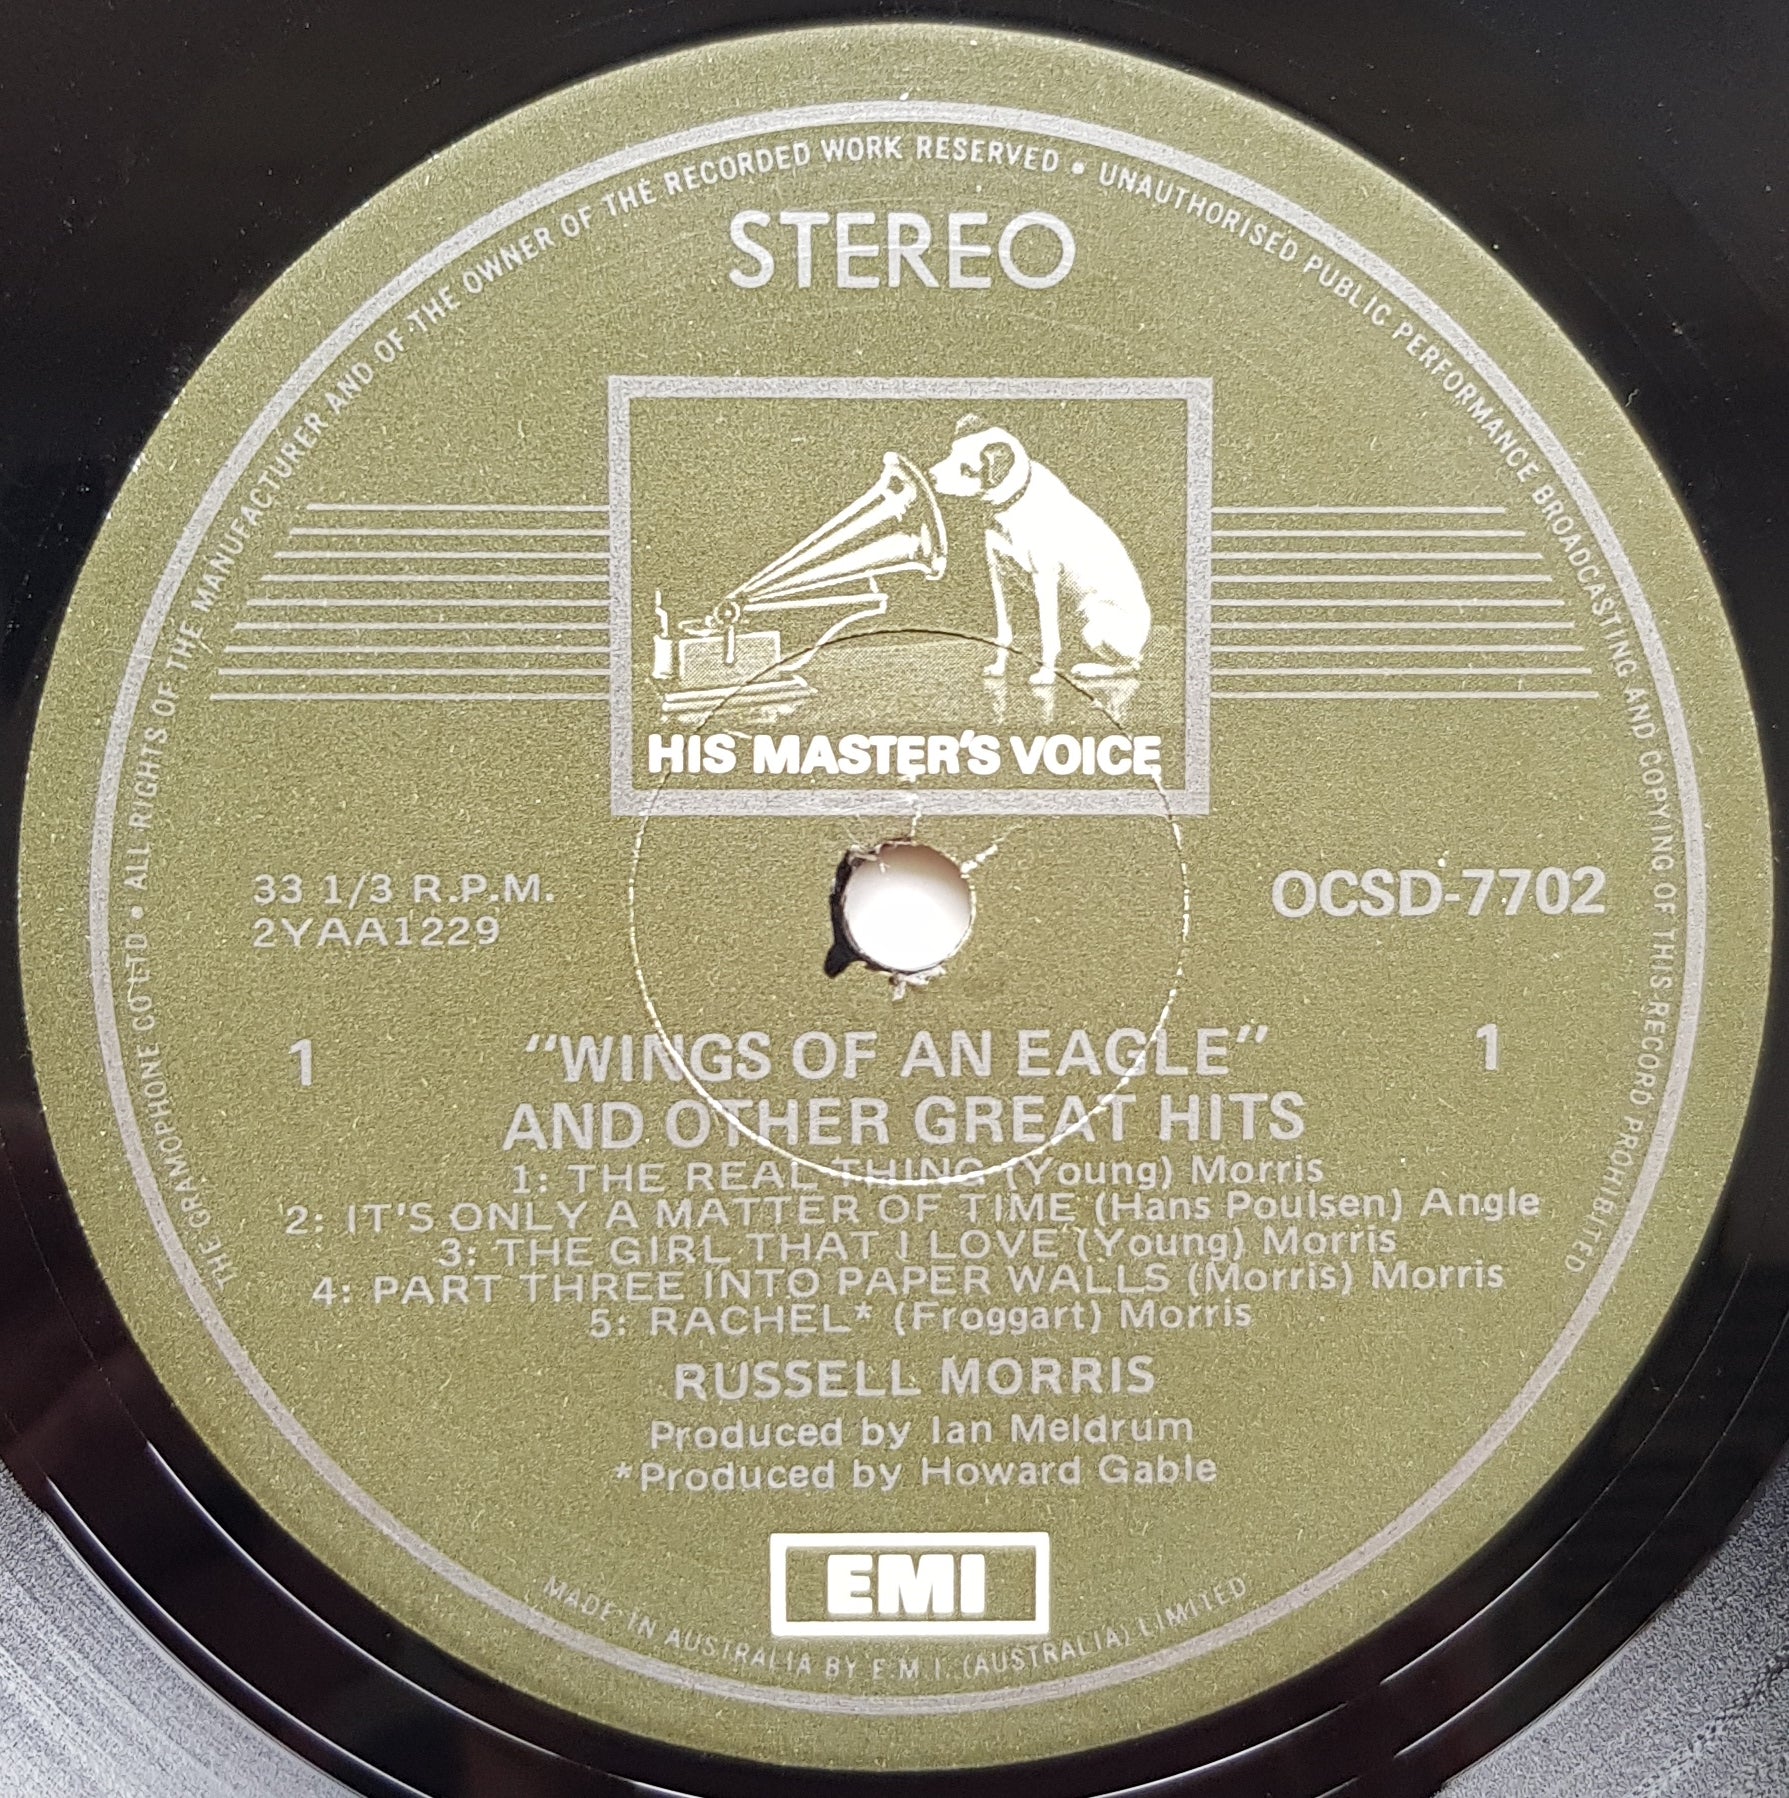 THE GRAMOPHONE CO LTD • ALL RIGHTS OF THE MANUFACTURER AND OF THE OWNER OF THE RECORDED WORK RESERVED • UNAUTHORISED PUBLIC PERFORMANCE BROADCASTING AND COPYING OF THIS RECORD PROHIBITED
STEREO
HIS MASTER'S VOICE
33 1/3 R.P.M.
2YAA1229
OCSD-7702
1 "WINGS OF AN EAGLE" 1
AND OTHER GREAT HITS
1: THE REAL THING (Young) Morris
2: IT'S ONLY A MATTER OF TIME (Hans Poulsen) Angle
3: THE GIRL THAT I LOVE (Young) Morris
4: PART THREE INTO PAPER WALLS (Morris) Morris
5: RACHEL* (Froggart) Morris
RUSSELL MORRIS
Produced by Ian Meldrum
*Produced by Howard Gable
EMI
MADE IN AUSTRALIA BY E.M.I. (AUSTRALIA) LIMITED